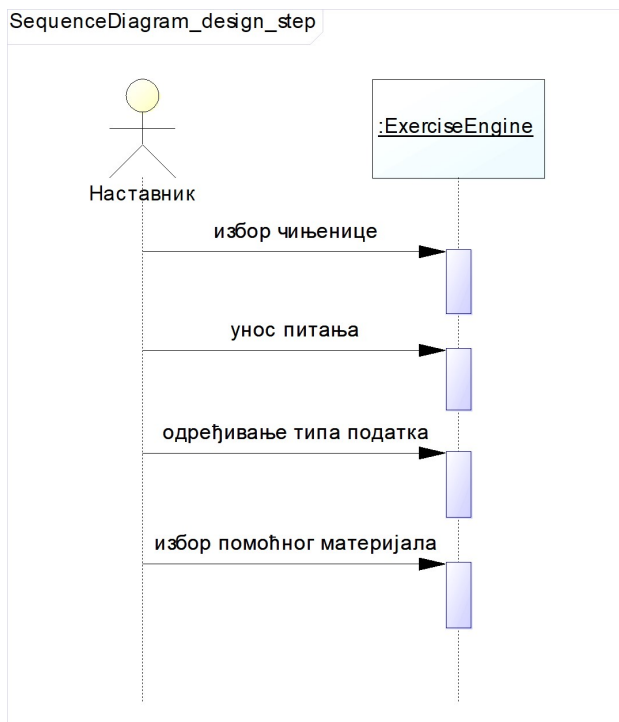 SequenceDiagram_design_step
:ExerciseEngine
Наставник
избор чињенице
унос питања
одређивање типа податка
избор помоћног материјала